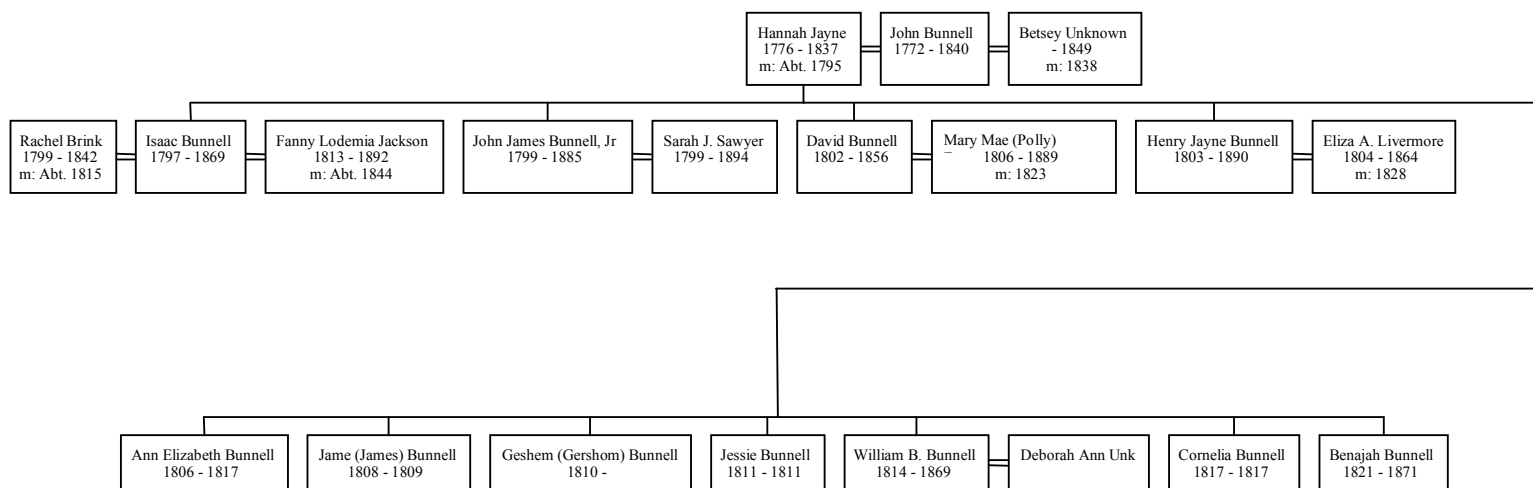 Hannah Jayne
1776 - 1837
m: Abt. 1795
John Bunnell
1772 - 1840
Betsey Unknown
- 1849
m: 1838
Rachel Brink
1799 - 1842
m: Abt. 1815
Isaac Bunnell
1797 - 1869
Fanny Lodemia Jackson
1813 - 1892
m: Abt. 1844
John James Bunnell, Jr
1799 - 1885
Sarah J. Sawyer
1799 - 1894
David Bunnell
1802 - 1856
Mary Mae (Polly)
1806 - 1889
m: 1823
Henry Jayne Bunnell
1803 - 1890
Eliza A. Livermore
1804 - 1864
m: 1828
Ann Elizabeth Bunnell
1806 - 1817
Jame (James) Bunnell
1808 - 1809
Geshem (Gershom) Bunnell
1810 -
Jessie Bunnell
1811 - 1811
William B. Bunnell
1814 - 1869
Deborah Ann Unk
Cornelia Bunnell
1817 - 1817
Benajah Bunnell
1821 - 1871